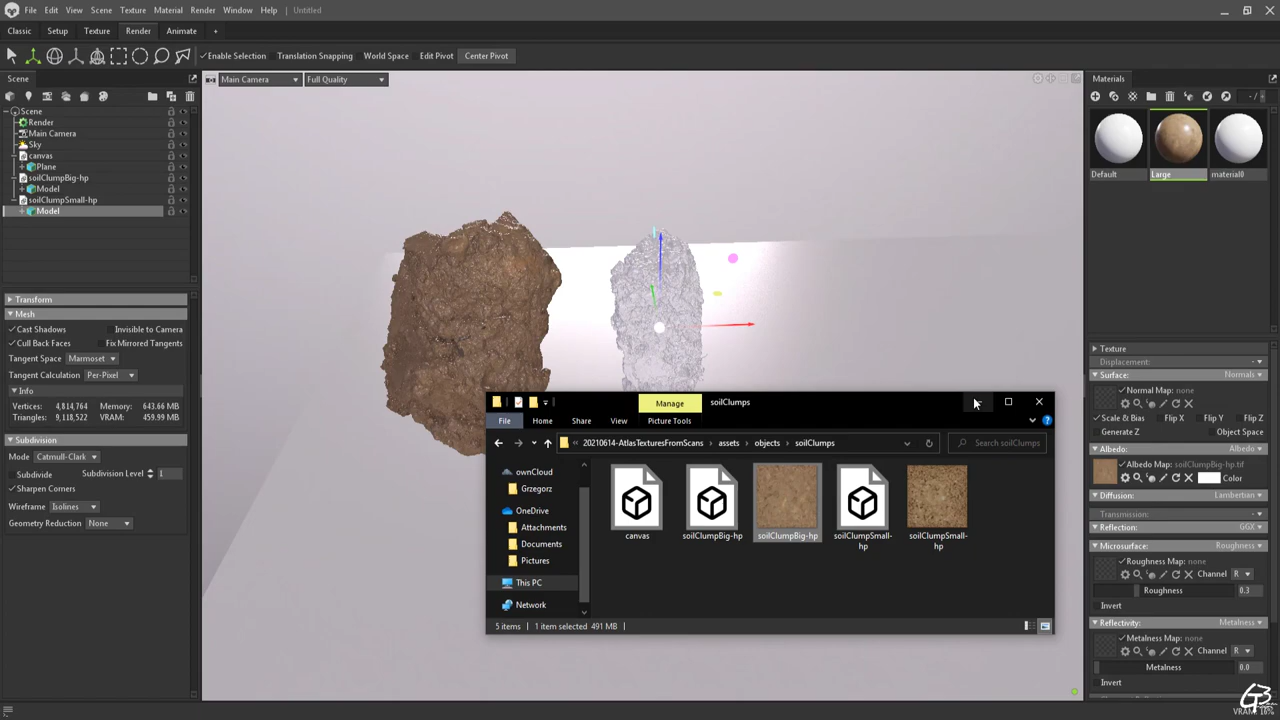 File Edit View Scene Texture Material Render Window Help Untitled
Classic Setup Texture Render Animate +
Enable Selection Translation Snapping World Space Edit Pivot Center Pivot
Scene
Main Camera Full Quality
Materials
Scene
Render
Main Camera
Sky
canvas
Plane
soilClumpBig-hp
Model
soilClumpSmall-hp
Model
Default Large material0
Transform
Mesh
Cast Shadows Invisible to Camera
Cull Back Faces Fix Mirrored Tangents
Tangent Space Marmoset
Tangent Calculation Per-Pixel
Info
Vertices: 4,814,764 Memory: 643.66 MB
Triangles: 9,118,522 VRAM: 459.99 MB
Subdivision
Mode Catmull-Clark
Subdivide Subdivision Level 1
Sharpen Corners
Wireframe Isolines
Geometry Reduction None
Manage soilClumps
File Home Share View Picture Tools
20210614-AtlasTexturesFromScans assets objects soilClumps Search soilClumps
ownCloud
Grzegorz
OneDrive
Attachments
Documents
Pictures
This PC
Network
canvas soilClumpBig-hp soilClumpBig-hp soilClumpSmall-hp soilClumpSmall-hp
5 items 1 item selected 491 MB
Texture
Displacement:
Surface: Normals
Normal Map: none
Scale & Bias Flip X Flip Y Flip Z
Generate Z Object Space
Albedo: Albedo
Albedo Map: soilClumpBig-hp.tif
Color
Diffusion: Lambertian
Transmission:
Reflection: GGX
Microsurface: Roughness
Roughness Map: none
Channel R
Roughness 0.3
Invert
Reflectivity: Metalness
Metalness Map: none
Channel R
Metalness 0.0
Invert
VRAM: 16%